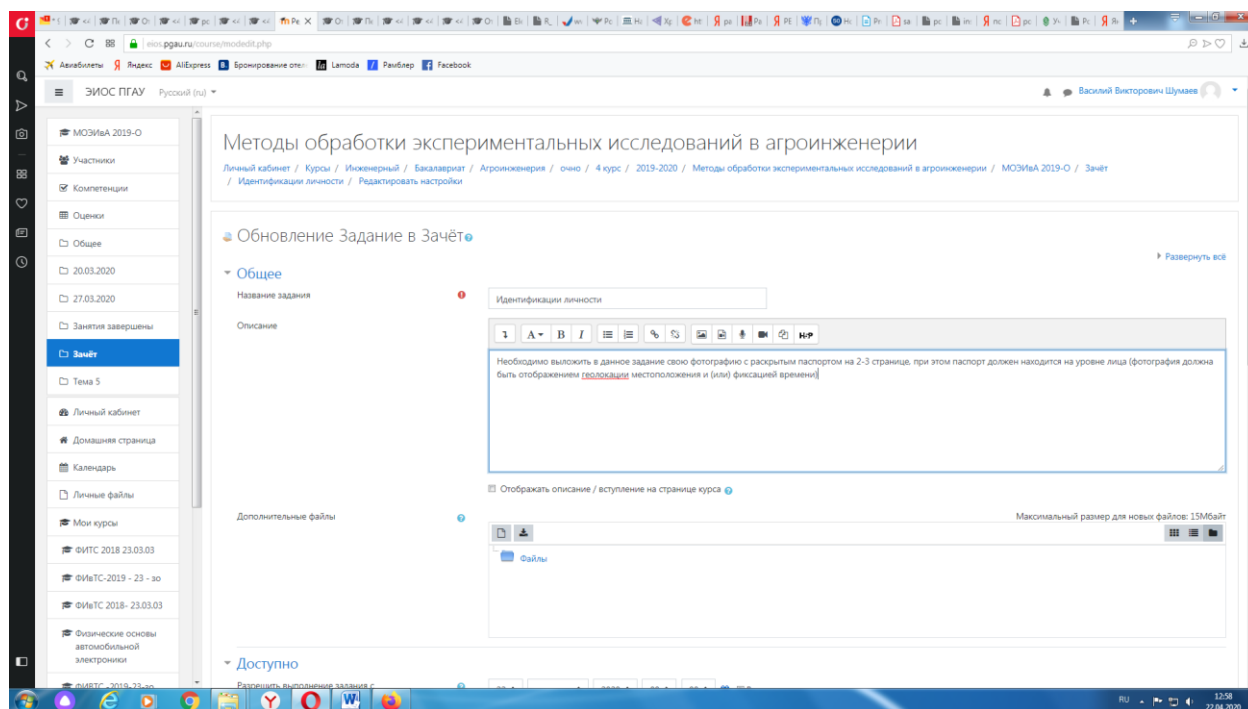 eios.pgau.ru/course/modedit.php
Авиабилеты Яндекс AliExpress Бронирование отел Lamoda Рамблер Facebook
ЭИОС ПГАУ Русский (ru)
Василий Викторович Шумаев
МОЭИвА 2019-О
Участники
Компетенции
Оценки
Общее
20.03.2020
27.03.2020
Занятия завершены
Зачёт
Тема 5
Личный кабинет
Домашняя страница
Календарь
Личные файлы
Мои курсы
ФИТС 2018 23.03.03
ФИвТС-2019 - 23 - зо
ФИвТС 2018- 23.03.03
Физические основы
автомобильной
электроники
Методы обработки экспериментальных исследований в агроинженерии
Личный кабинет / Курсы / Инженерный / Бакалавриат / Агроинженерия / очно / 4 курс / 2019-2020 / Методы обработки экспериментальных исследований в агроинженерии / МОЭИвА 2019-О / Зачёт
/ Идентификации личности / Редактировать настройки
Обновление Задание в Зачёт
Развернуть всё
Общее
Название задания
Идентификации личности
Описание
Необходимо выложить в данное задание свою фотографию с раскрытым паспортом на 2-3 странице, при этом паспорт должен находится на уровне лица (фотография должна
быть отображением геолокации местоположения и (или) фиксацией времени)
Отображать описание / вступление на странице курса
Дополнительные файлы
Максимальный размер для новых файлов: 15Мбайт
Файлы
Доступно
Разрешить выполнение задания с
RU
12:58
22.04.2020